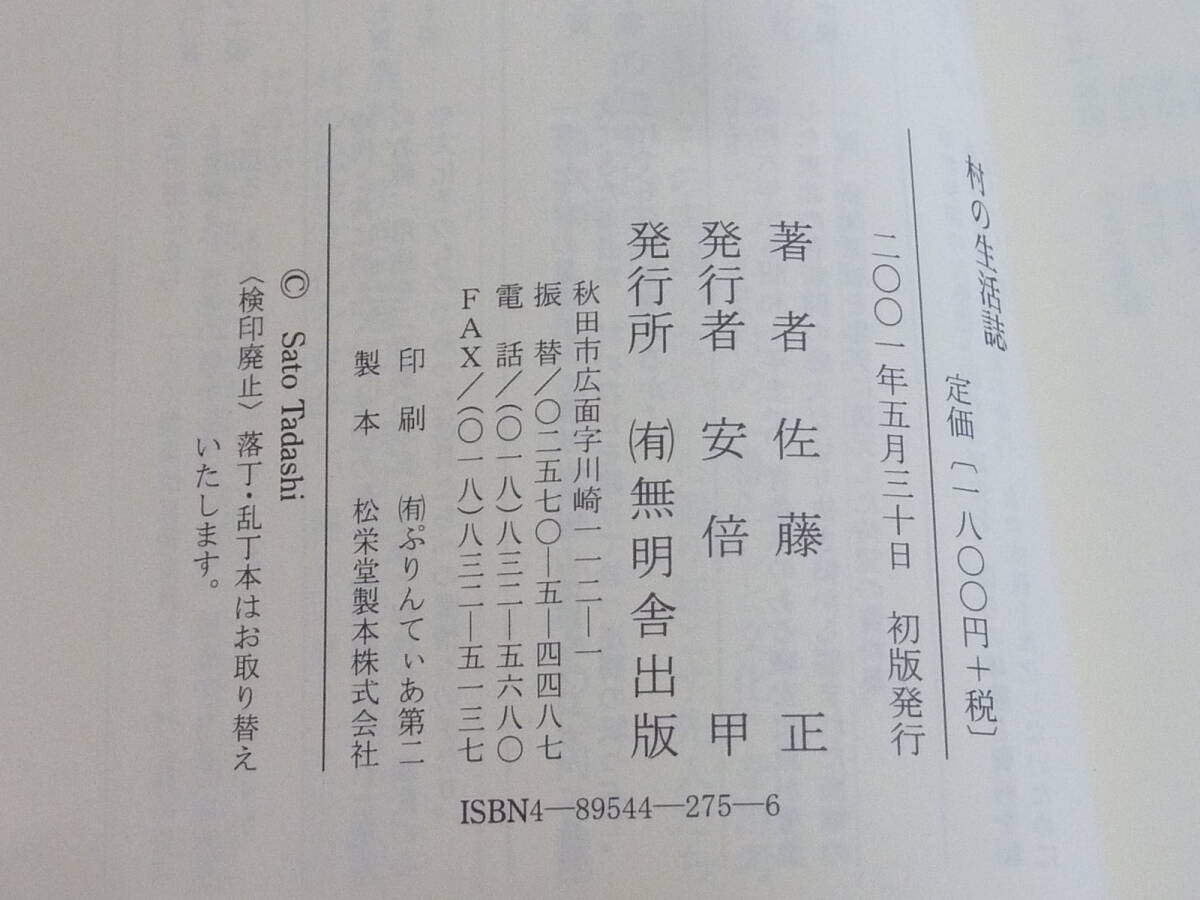 村の生活誌
定価〔一八〇〇円+税〕
二〇〇一年五月三十日 初版発行
著者 佐藤正
発行者 安倍甲
発行所 ㈲無明舎出版
秋田市広面字川崎一一二―一
振替/〇二五七〇―五―四四八七
電話/(〇一八)八三二―五六八〇
FAX/(〇一八)八三二―五一三七
印刷 ㈲ぷりんてぃあ第二
製本 松栄堂製本株式会社
© Sato Tadashi
〈検印廃止〉落丁・乱丁本はお取り替え
いたします。
ISBN4―89544―275―6